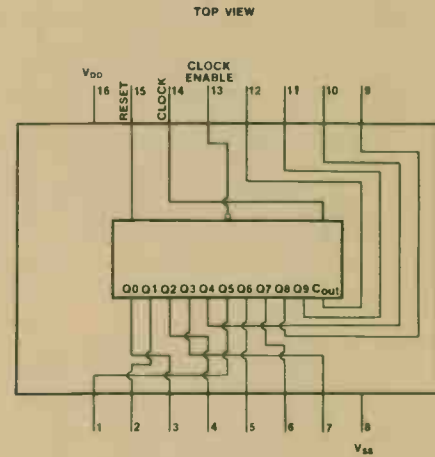 TOP VIEW
V_DD
RESET
CLOCK
CLOCK
ENABLE
16 15 14 13 12 11 10 9
Q0 Q1 Q2 Q3 Q4 Q5 Q6 Q7 Q8 Q9 Cout
1 2 3 4 5 6 7 8
Vss